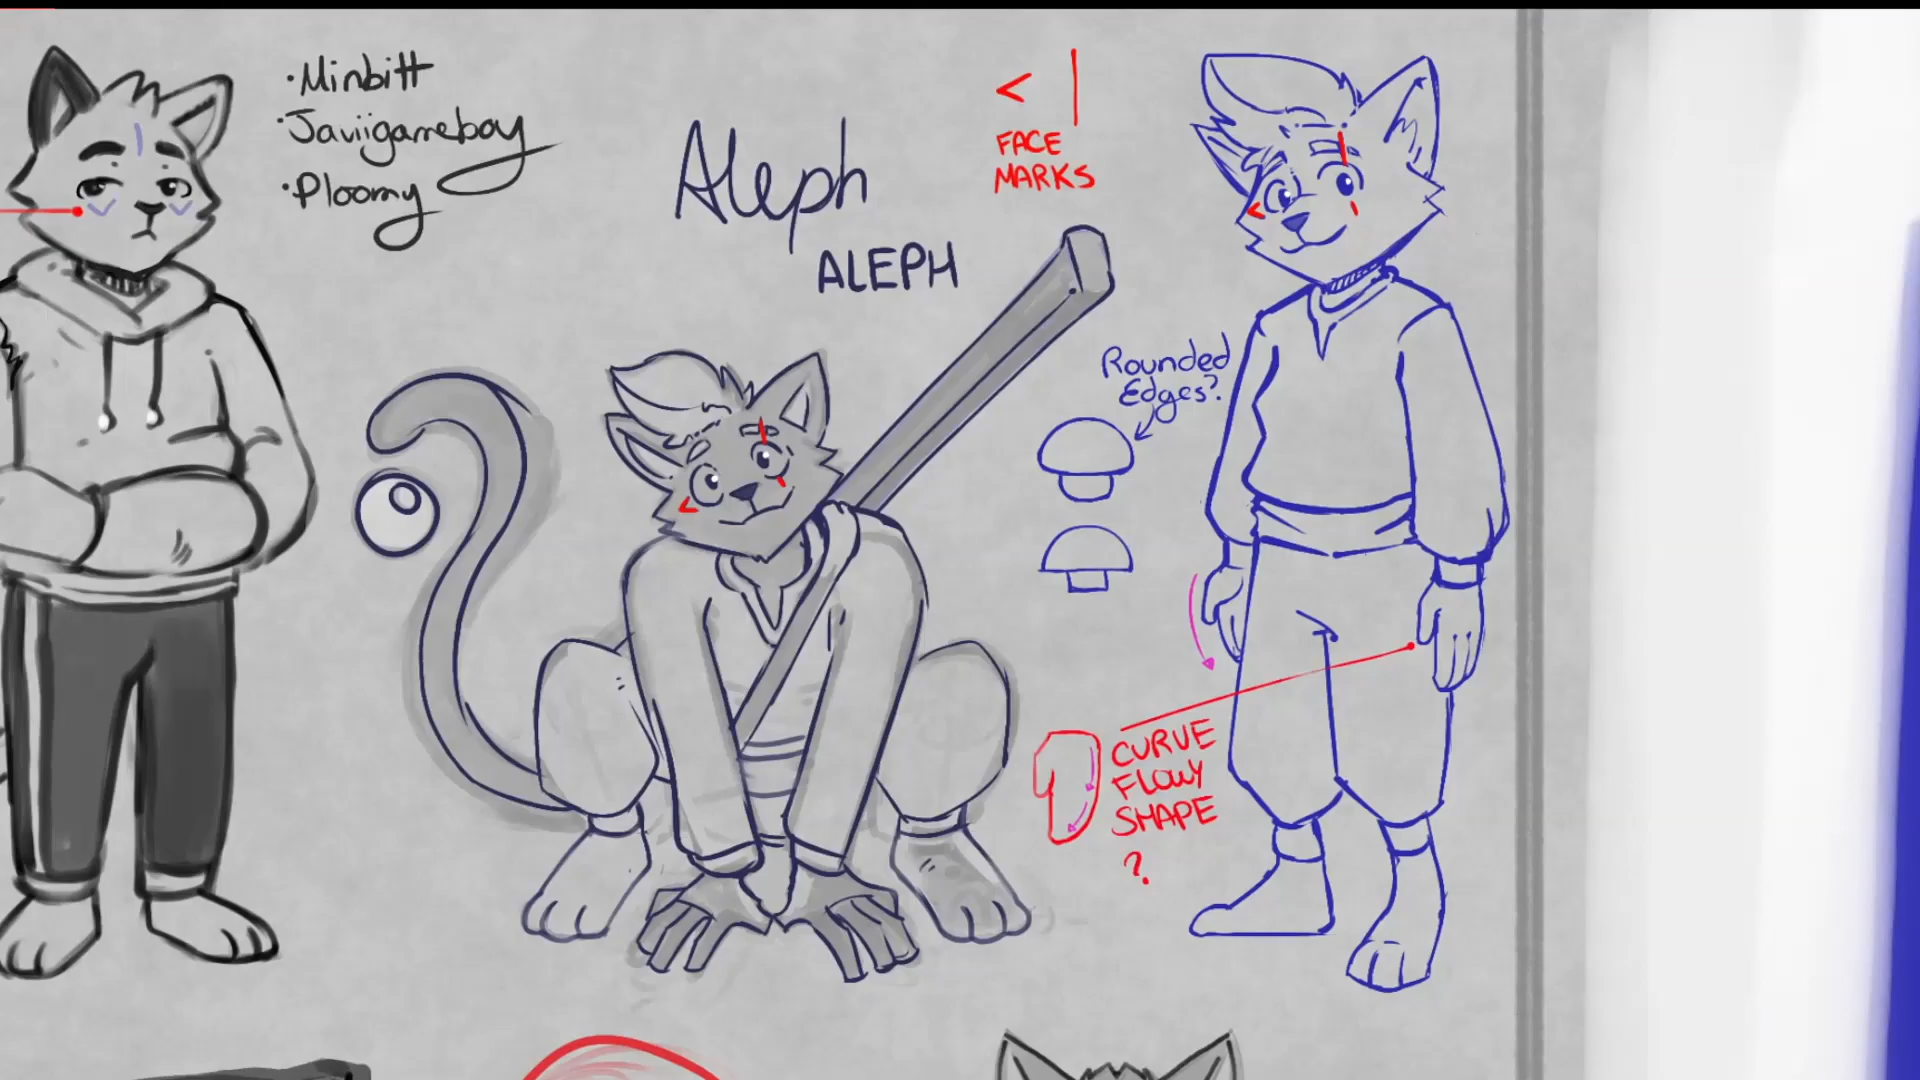 ·Minbitt
·Javiigameboy
·Ploomy
Aleph
ALEPH
FACE
MARKS
Rounded
Edges?
CURVE
FLOWY
SHAPE
?